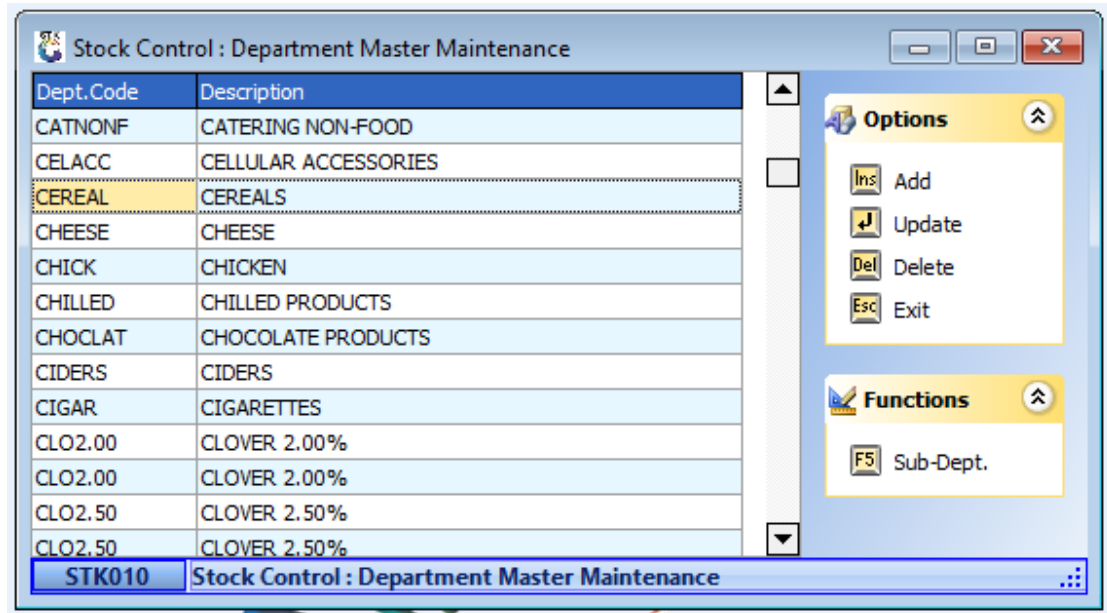 Stock Control : Department Master Maintenance
Dept.Code Description
CATNONF CATERING NON-FOOD
CELACC CELLULAR ACCESSORIES
CEREAL CEREALS
CHEESE CHEESE
CHICK CHICKEN
CHILLED CHILLED PRODUCTS
CHOCLAT CHOCOLATE PRODUCTS
CIDERS CIDERS
CIGAR CIGARETTES
CLO2.00 CLOVER 2.00%
CLO2.00 CLOVER 2.00%
CLO2.50 CLOVER 2.50%
CLO2.50 CLOVER 2.50%
Options
Ins Add
Update
Del Delete
Esc Exit
Functions
F5 Sub-Dept.
STK010 Stock Control : Department Master Maintenance